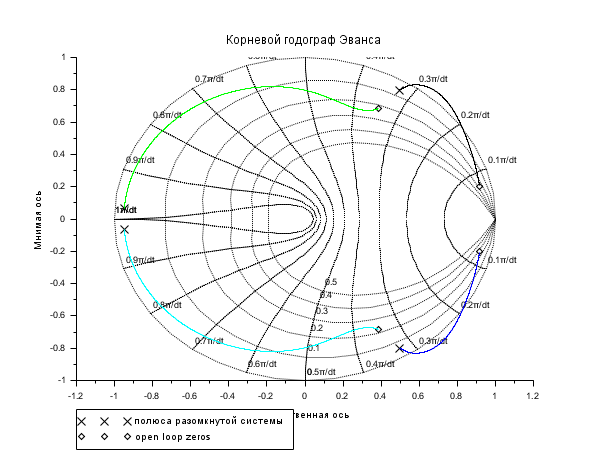 Корневой годограф Эванса
1
0.8
0.6
0.4
0.2
0
-0.2
-0.4
-0.6
-0.8
-1
Мнимая ось
0.7π/dt
0.3π/dt
0.8π/dt
0.2π/dt
0.9π/dt
0.1π/dt
1π/dt
0.9π/dt
0.1π/dt
0.8π/dt
0.2π/dt
0.7π/dt
0.3π/dt
0.6π/dt
0.5π/dt
0.4π/dt
0.5
0.4
0.3
0.2
0.1
-1.2 -1 -0.8 -0.6 -0.4 -0.2 0 0.2 0.4 0.6 0.8 1 1.2
ось
полюса разомкнутой системы
open loop zeros